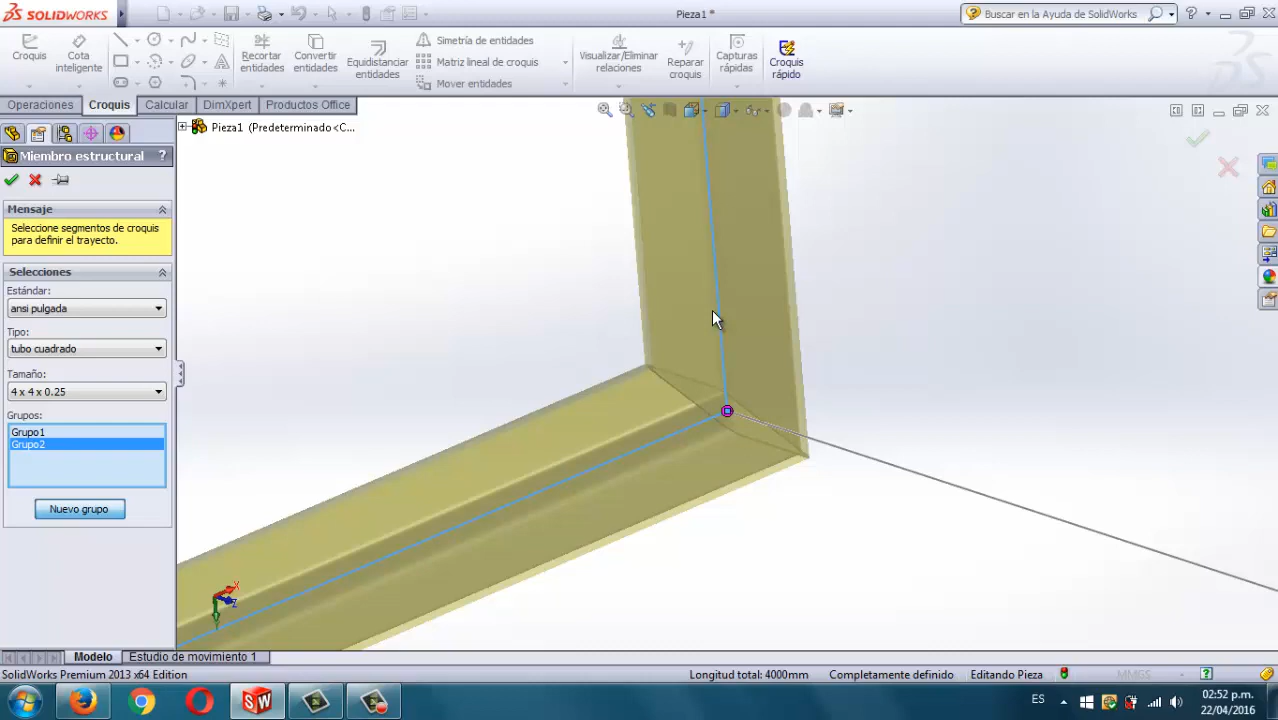 SOLIDWORKS
Pieza1 *
Buscar en la Ayuda de SolidWorks
Croquis
Cota inteligente
Recortar entidades
Convertir entidades
Equidistanciar entidades
Simetría de entidades
Matriz lineal de croquis
Mover entidades
Visualizar/Eliminar relaciones
Reparar croquis
Capturas rápidas
Croquis rápido
Operaciones
Croquis
Calcular
DimXpert
Productos Office
Pieza1 (Predeterminado<C...
Miembro estructural
?
Mensaje
Seleccione segmentos de croquis
para definir el trayecto.
Selecciones
Estándar:
ansi pulgada
Tipo:
tubo cuadrado
Tamaño:
4 x 4 x 0.25
Grupos:
Grupo1
Grupo2
Nuevo grupo
X
Z
Modelo
Estudio de movimiento 1
SolidWorks Premium 2013 x64 Edition
Longitud total: 4000mm
Completamente definido
Editando Pieza
MMGS
ES
02:52 p.m.
22/04/2016